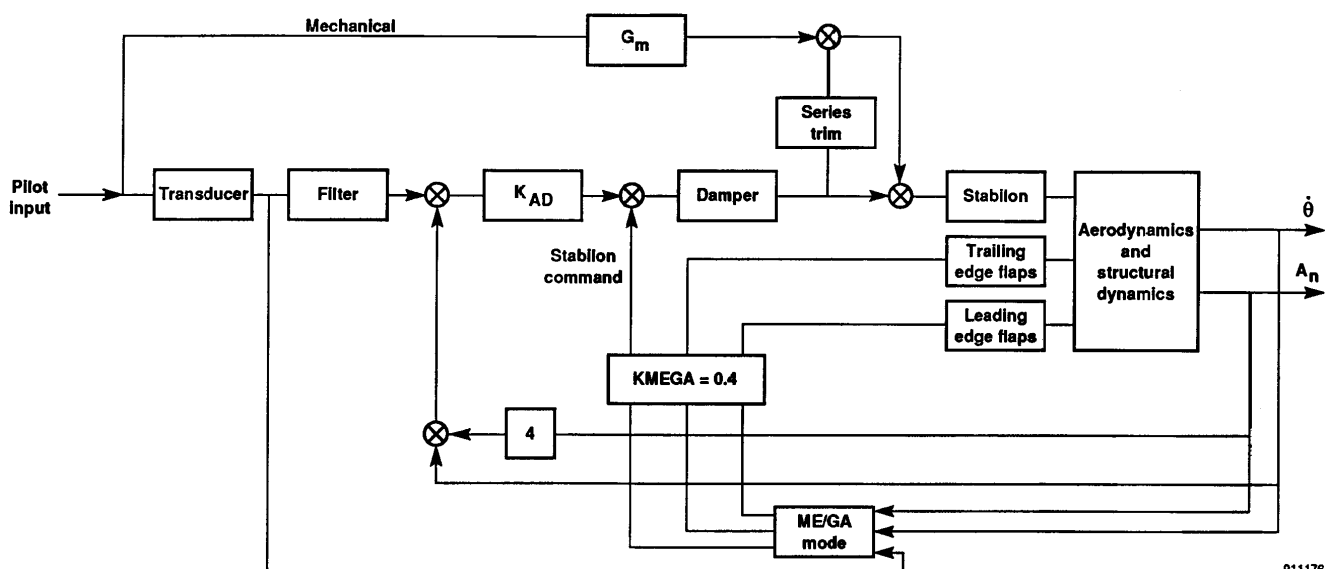 Mechanical
G_m
Series
trim
Pilot
input
Transducer
Filter
K_AD
Damper
Stabilon
Stabilon
command
Trailing
edge flaps
Leading
edge flaps
Aerodynamics
and
structural
dynamics
θ̇
A_n
KMEGA = 0.4
4
ME/GA
mode